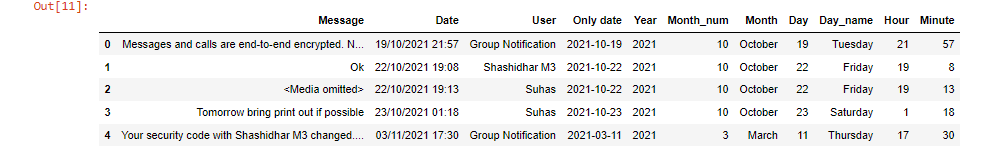 Out[11]:
Message Date User Only date Year Month_num Month Day Day_name Hour Minute
0 Messages and calls are end-to-end encrypted. N... 19/10/2021 21:57 Group Notification 2021-10-19 2021 10 October 19 Tuesday 21 57
1 Ok 22/10/2021 19:08 Shashidhar M3 2021-10-22 2021 10 October 22 Friday 19 8
2 <Media omitted> 22/10/2021 19:13 Suhas 2021-10-22 2021 10 October 22 Friday 19 13
3 Tomorrow bring print out if possible 23/10/2021 01:18 Suhas 2021-10-23 2021 10 October 23 Saturday 1 18
4 Your security code with Shashidhar M3 changed.... 03/11/2021 17:30 Group Notification 2021-03-11 2021 3 March 11 Thursday 17 30